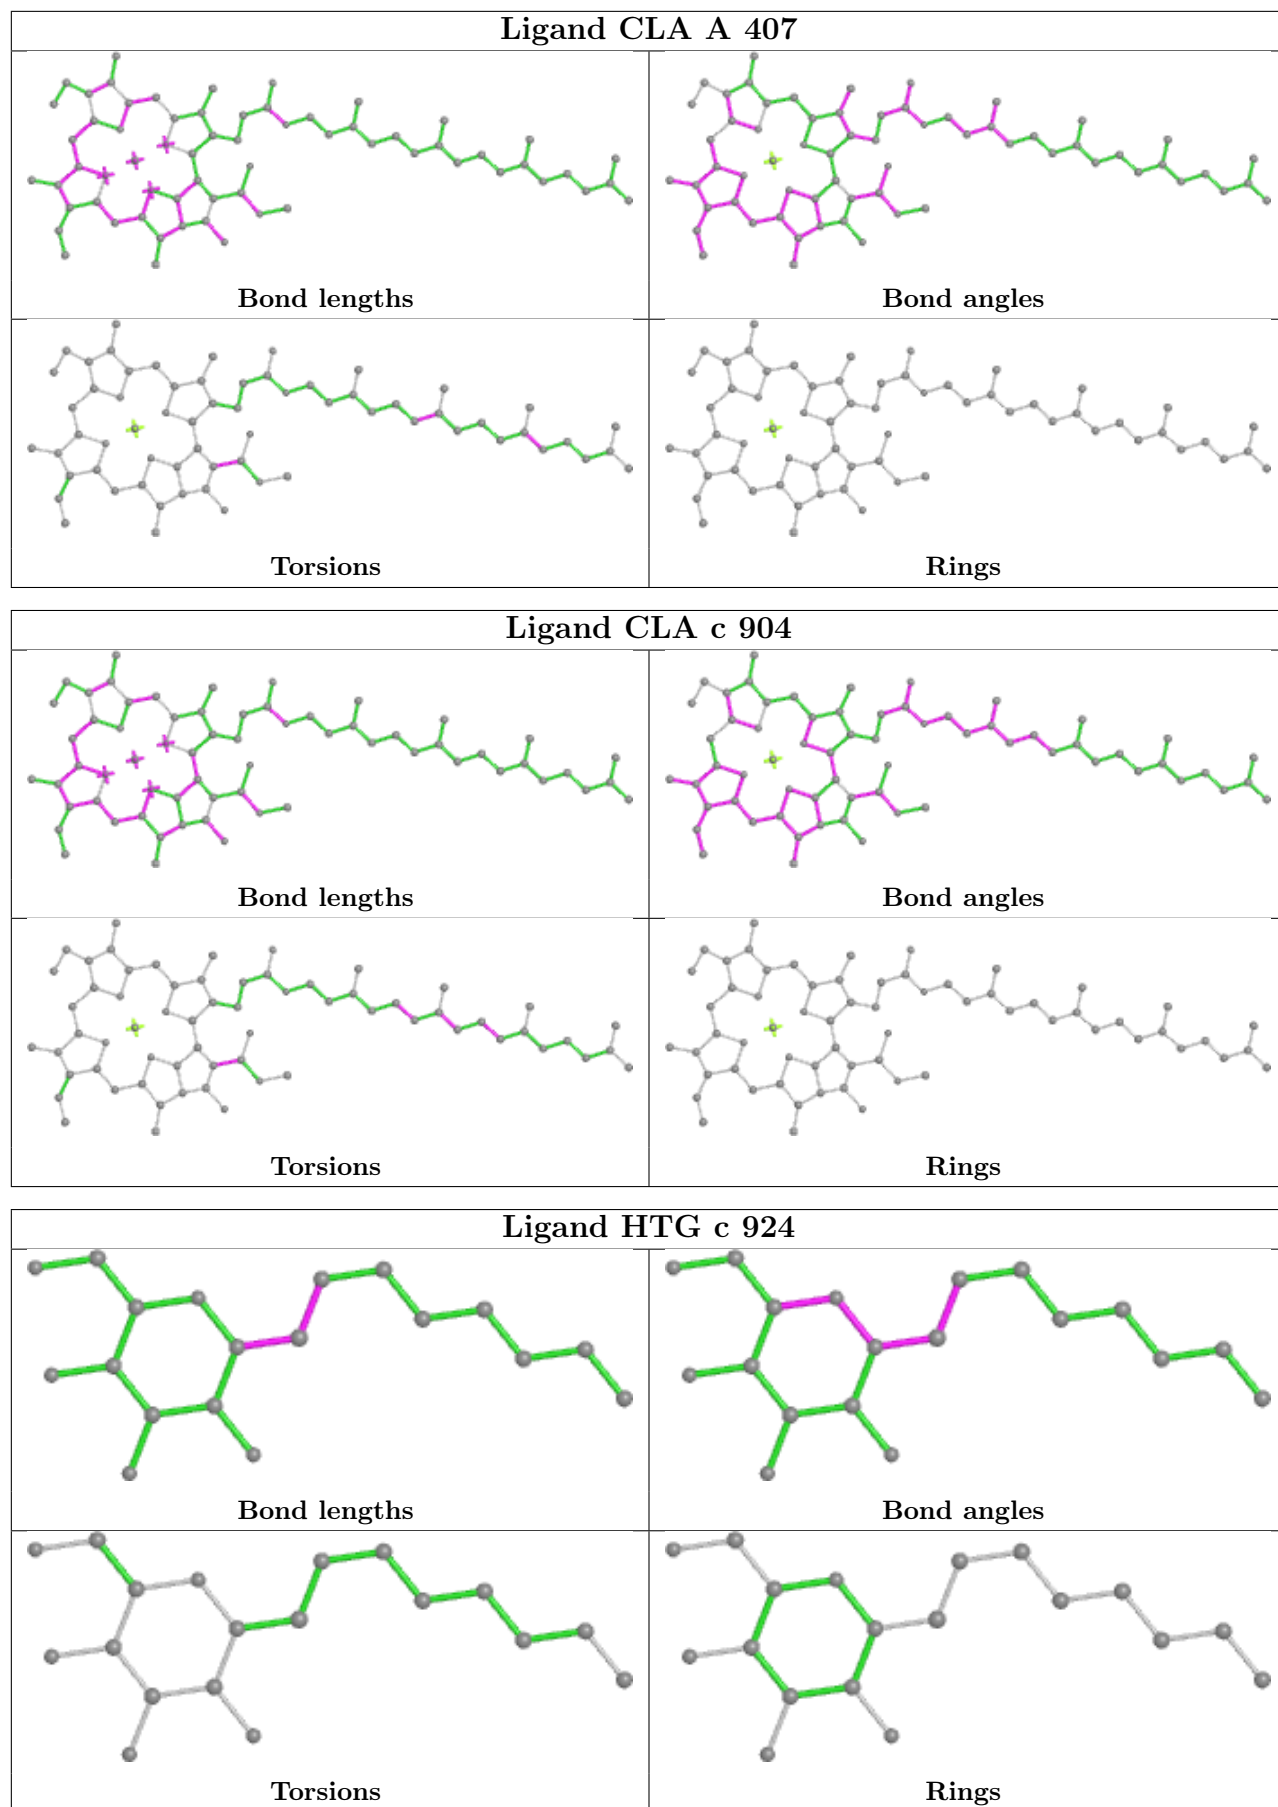 Ligand CLA A 407
Bond lengths
Bond angles
Torsions
Rings
Ligand CLA c 904
Bond lengths
Bond angles
Torsions
Rings
Ligand HTG c 924
Bond lengths
Bond angles
Torsions
Rings